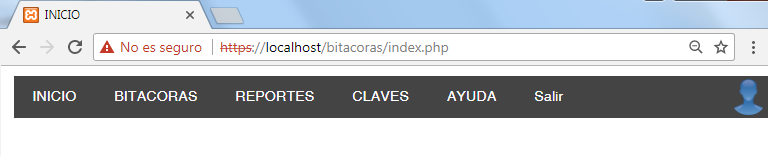 INICIO
No es seguro https://localhost/bitacoras/index.php
INICIO BITACORAS REPORTES CLAVES AYUDA Salir